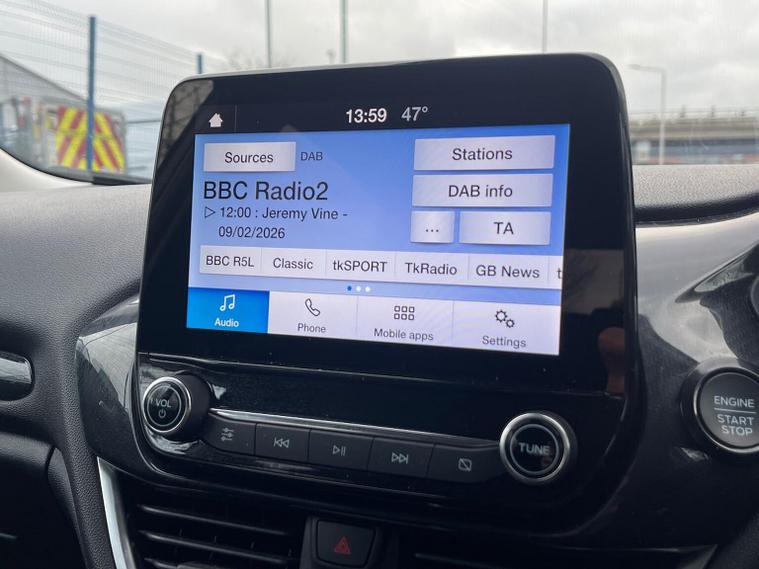 13:59 47°
Sources DAB Stations
BBC Radio2 DAB info
▷ 12:00 : Jeremy Vine -
09/02/2026
... TA
BBC R5L Classic tkSPORT TkRadio GB News t
Audio Phone Mobile apps Settings
VOL
TUNE
ENGINE
START
STOP